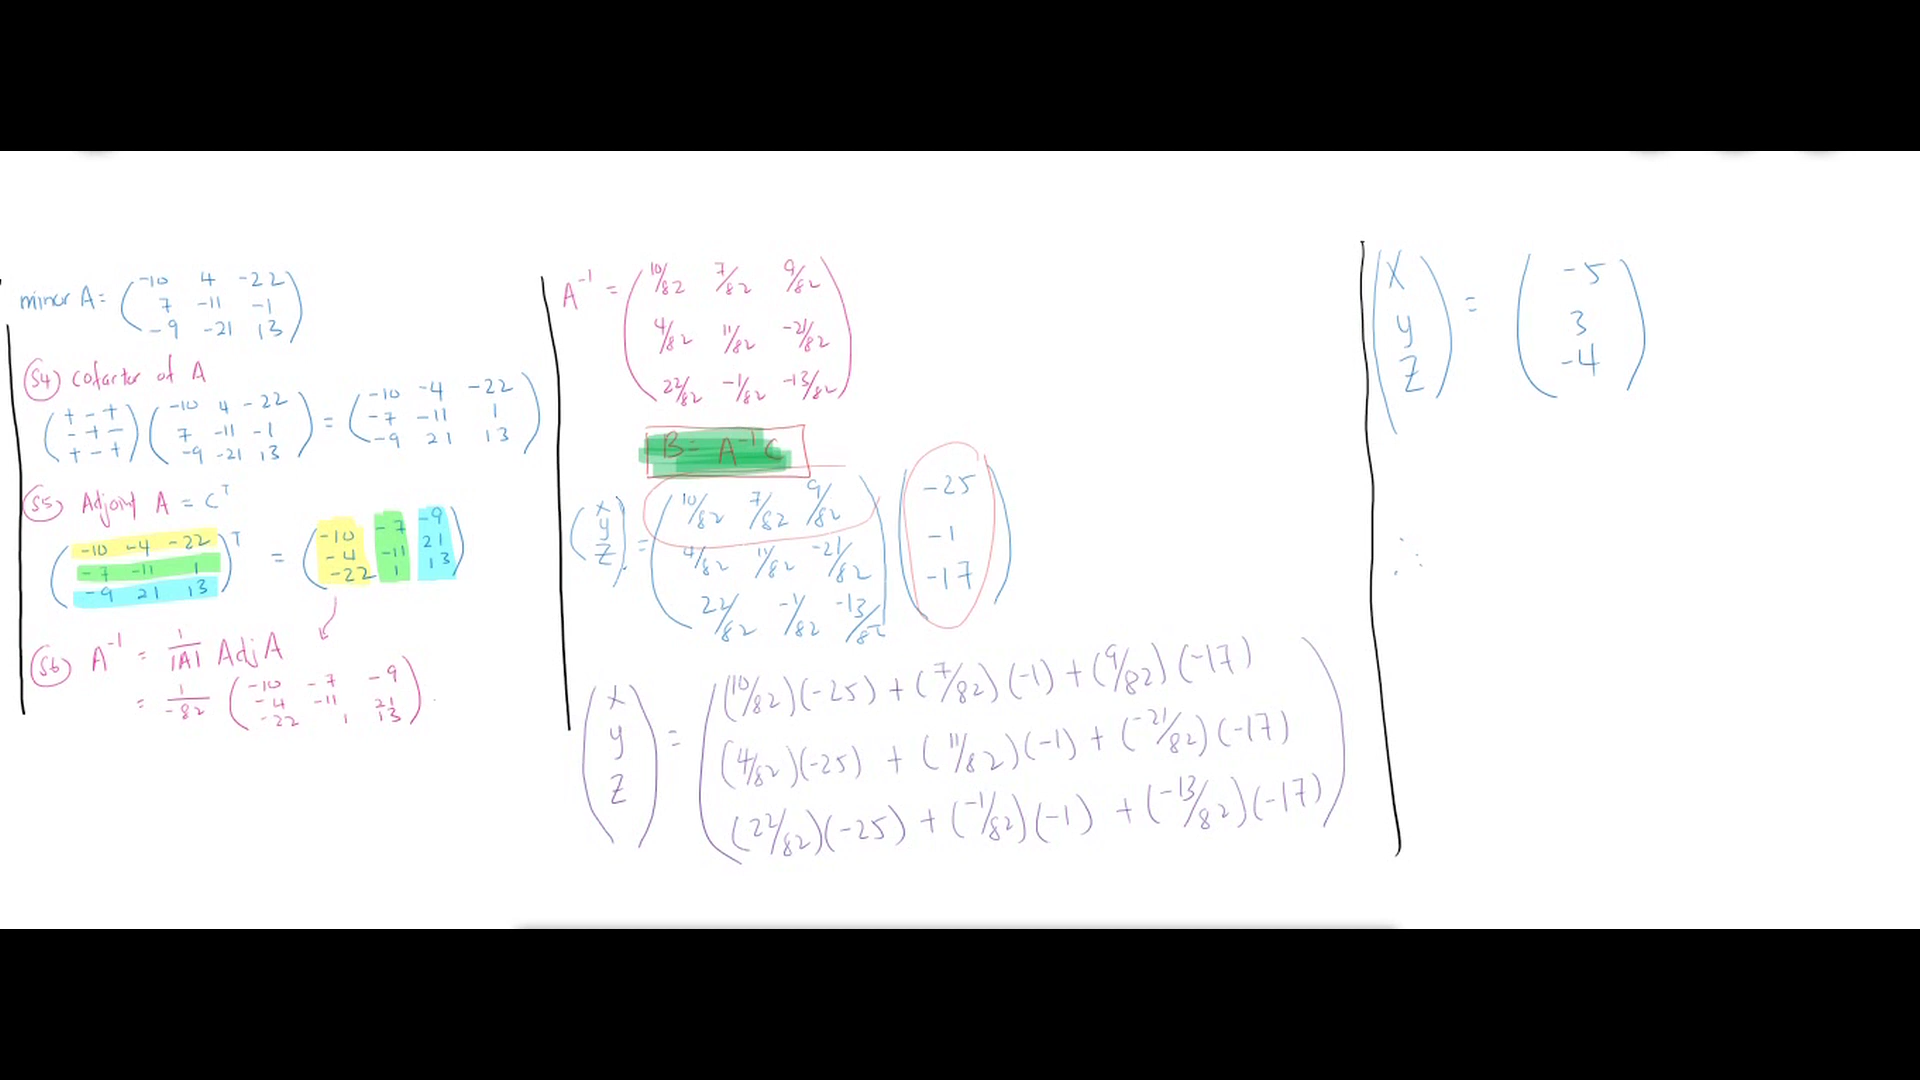 minor A = ( -10 4 -22
7 -11 -1
-9 -21 13 )
S4) Cofactor of A
( + - +
- + -
+ - + ) ( -10 4 -22
7 -11 -1
-9 -21 13 ) = ( -10 -4 -22
-7 -11 1
-9 21 13 )
S5) Adjoint A = C^T
( -10 -4 -22
-7 -11 1
-9 21 13 )^T = ( -10 -7 -9
-4 -11 21
-22 1 13 )
S6) A^-1 = 1/|A| Adj A
= 1/-82 ( -10 -7 -9
-4 -11 21
-22 1 13 ).
A^-1 = ( 10/82 7/82 9/82
4/82 11/82 -21/82
22/82 -1/82 -13/82 )
B = A^-1 C
( x
y
z ) = ( 10/82 7/82 9/82
4/82 11/82 -21/82
22/82 -1/82 -13/82 ) ( -25
-1
-17 )
( x
y
z ) = ( (10/82)(-25) + (7/82)(-1) + (9/82)(-17)
(4/82)(-25) + (11/82)(-1) + (-21/82)(-17)
(22/82)(-25) + (-1/82)(-1) + (-13/82)(-17) )
( x
y
z ) = ( -5
3
-4 )
∴